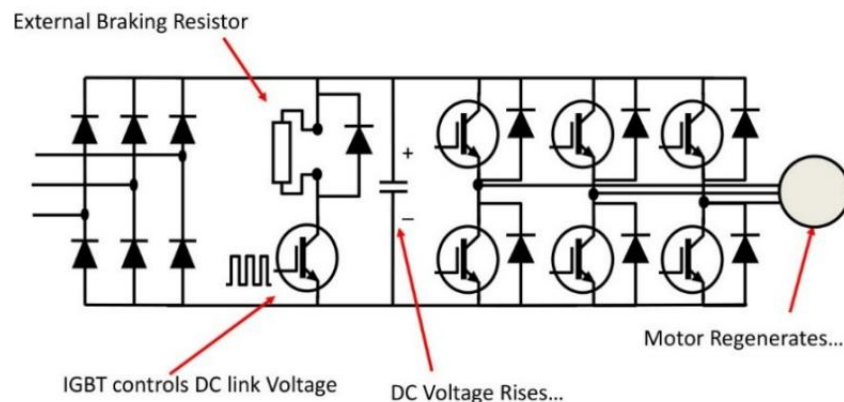 External Braking Resistor
+
–
Motor Regenerates...
IGBT controls DC link Voltage
DC Voltage Rises...